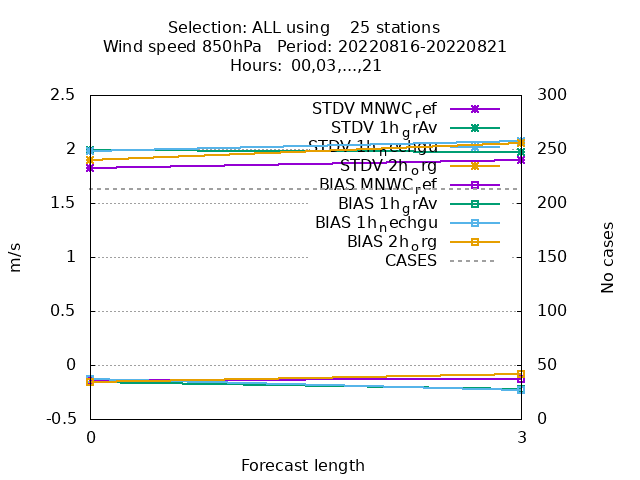 Selection: ALL using    25 stations
Wind speed 850hPa   Period: 20220816-20220821
Hours:  00,03,...,21
2.5
2
1.5
1
0.5
0
-0.5
300
250
200
150
100
50
0
m/s
No cases
STDV MNWC_ref
STDV 1h_grAv
STDV 1h_nechgu
STDV 2h_org
BIAS MNWC_ref
BIAS 1h_grAv
BIAS 1h_nechgu
BIAS 2h_org
CASES
0
3
Forecast length